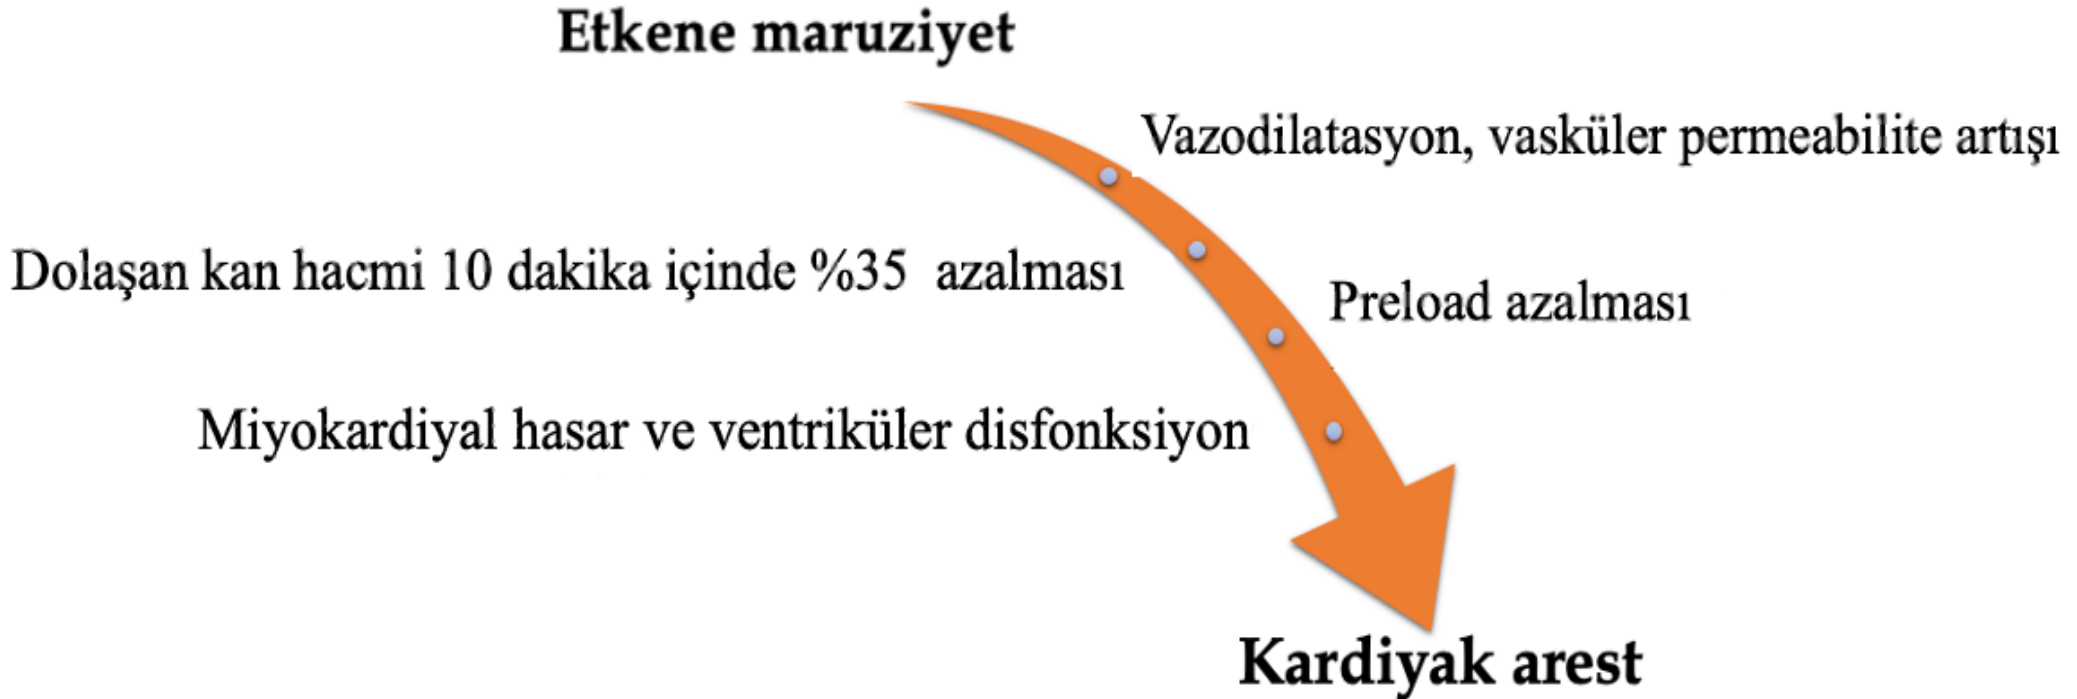 Etkene maruziyet
Vazodilatasyon, vasküler permeabilite artışı
Dolaşan kan hacmi 10 dakika içinde %35 azalması
Preload azalması
Miyokardiyal hasar ve ventriküler disfonksiyon
Kardiyak arest